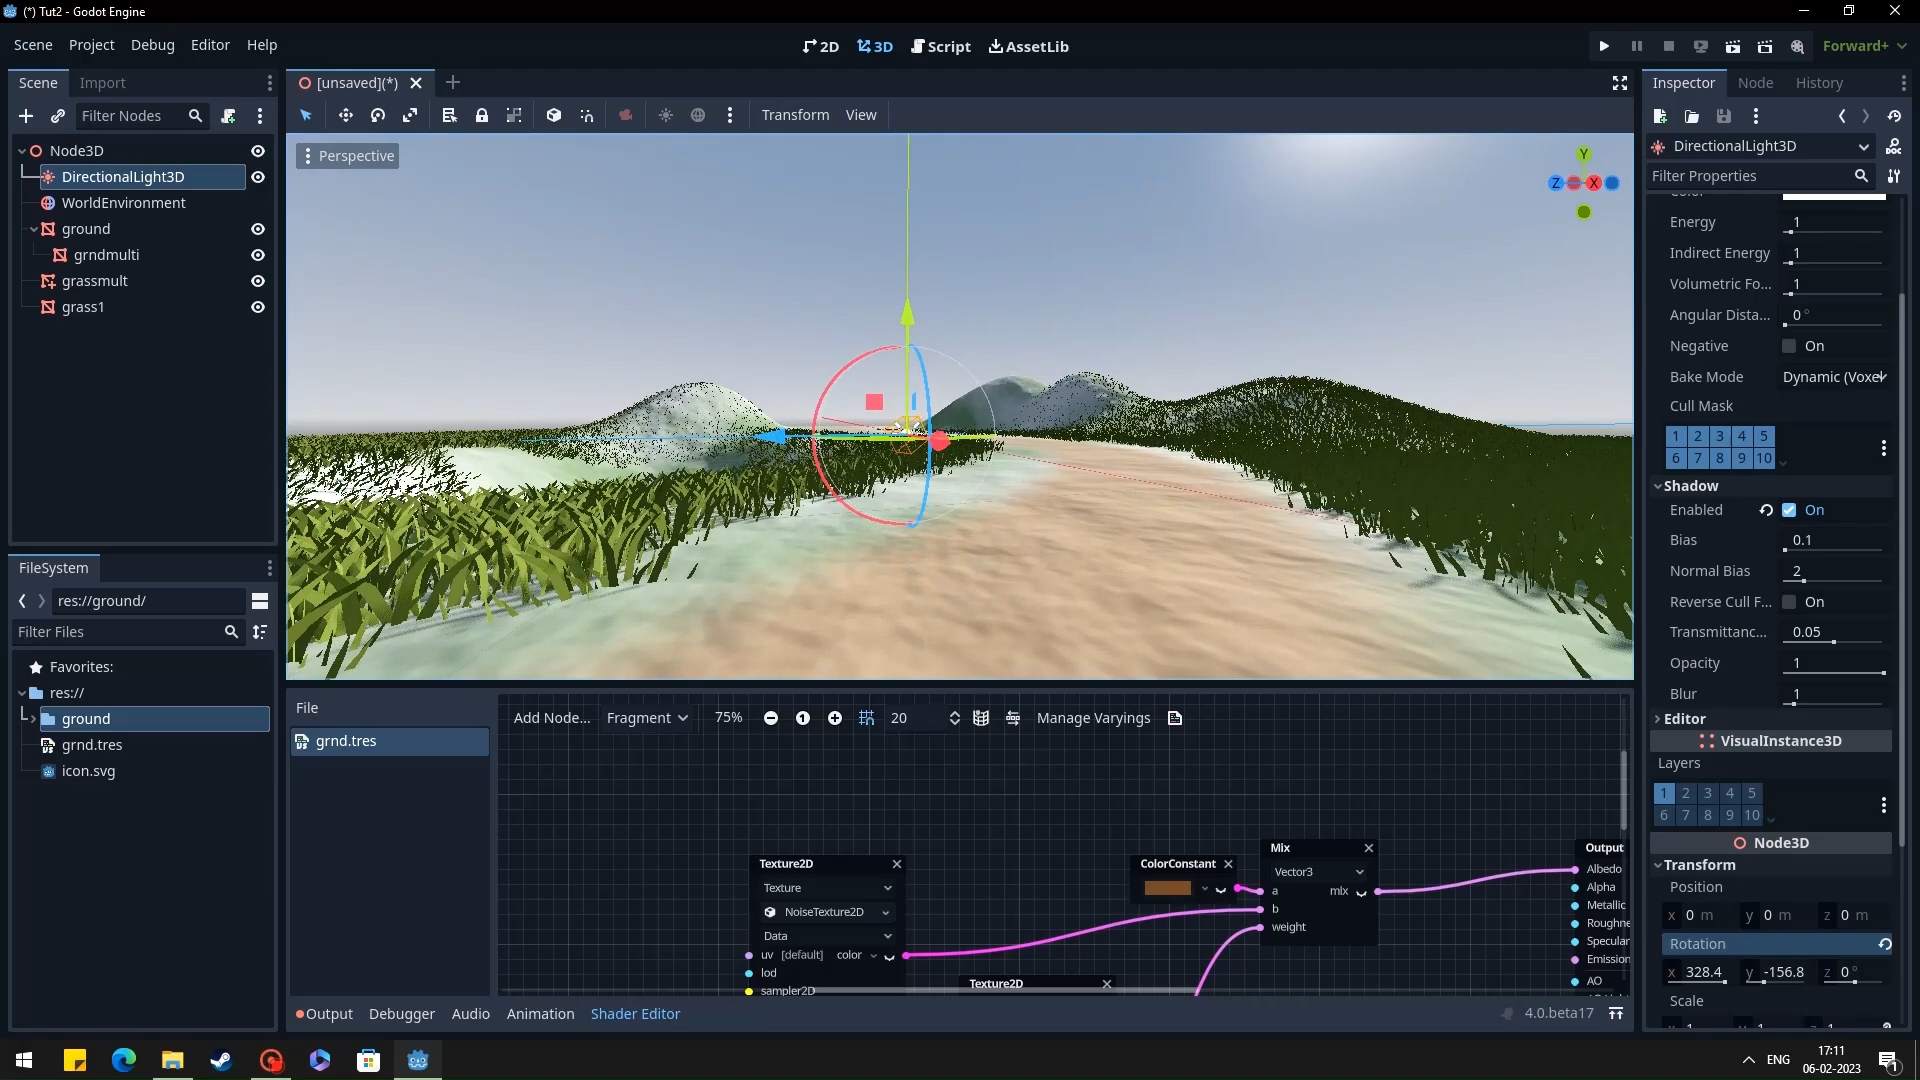 (*) Tut2 - Godot Engine
Scene Project Debug Editor Help
2D 3D Script AssetLib
Forward+
Scene Import
[unsaved](*)
Inspector Node History
Filter Nodes
Transform View
Perspective
Node3D
DirectionalLight3D
WorldEnvironment
ground
grndmulti
grassmult
grass1
Y
Z X
DirectionalLight3D
Filter Properties
Energy 1
Indirect Energy 1
Volumetric Fo... 1
Angular Dista... 0 °
Negative On
Bake Mode Dynamic (Voxe
Cull Mask
1 2 3 4 5
6 7 8 9 10
Shadow
Enabled On
Bias 0.1
Normal Bias 2
Reverse Cull F... On
Transmittanc... 0.05
Opacity 1
Blur 1
Editor
VisualInstance3D
Layers
1 2 3 4 5
6 7 8 9 10
Node3D
Transform
Position
x 0 m y 0 m z 0 m
Rotation
x 328.4 y -156.8 z 0 °
Scale
FileSystem
res://ground/
Filter Files
Favorites:
res://
ground
grnd.tres
icon.svg
File
grnd.tres
Add Node... Fragment 75% 1 20 Manage Varyings
Texture2D
Texture
NoiseTexture2D
Data
uv [default] color
lod
sampler2D
Texture2D
ColorConstant
Mix
Vector3
a mix
b
weight
Output
Albedo
Alpha
Metallic
Roughne
Specular
Emission
AO
Output Debugger Audio Animation Shader Editor
4.0.beta17
ENG
17:11
06-02-2023
1